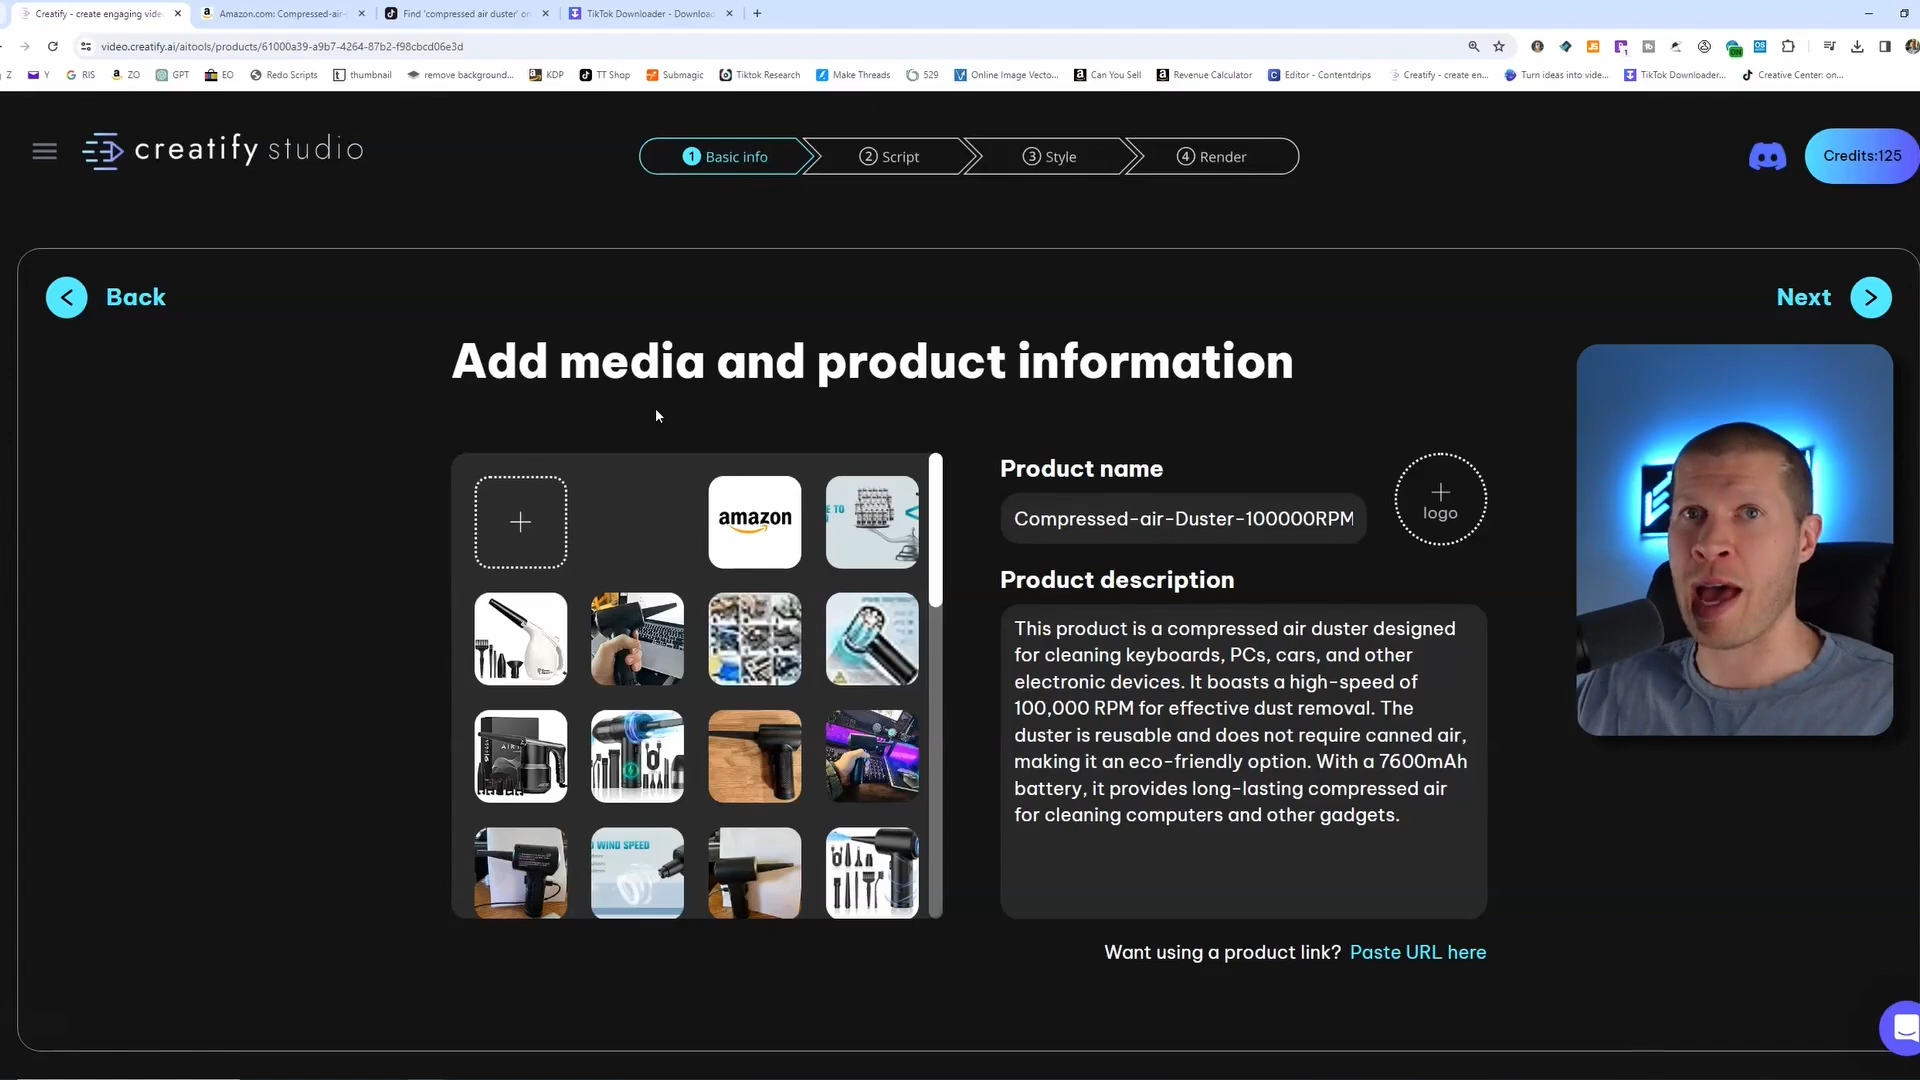 Creatify - create engaging vide
Amazon.com: Compressed-air-
Find 'compressed air duster' on
TikTok Downloader - Download
video.creatify.ai/aitools/products/61000a39-a9b7-4264-87b2-f98cbcd06e3d
Z
Y
RIS
ZO
GPT
EO
Redo Scripts
thumbnail
remove background...
KDP
TT Shop
Submagic
Tiktok Research
Make Threads
529
Online Image Vecto...
Can You Sell
Revenue Calculator
Editor - Contentdrips
Creatify - create en...
Turn ideas into vide...
TikTok Downloader...
Creative Center: on...
creatify studio
1 Basic info
2 Script
3 Style
4 Render
Credits:125
Back
Next
Add media and product information
amazon
E TO
WIND SPEED
Product name
Compressed-air-Duster-100000RPM
+
logo
Product description
This product is a compressed air duster designed
for cleaning keyboards, PCs, cars, and other
electronic devices. It boasts a high-speed of
100,000 RPM for effective dust removal. The
duster is reusable and does not require canned air,
making it an eco-friendly option. With a 7600mAh
battery, it provides long-lasting compressed air
for cleaning computers and other gadgets.
Want using a product link? Paste URL here